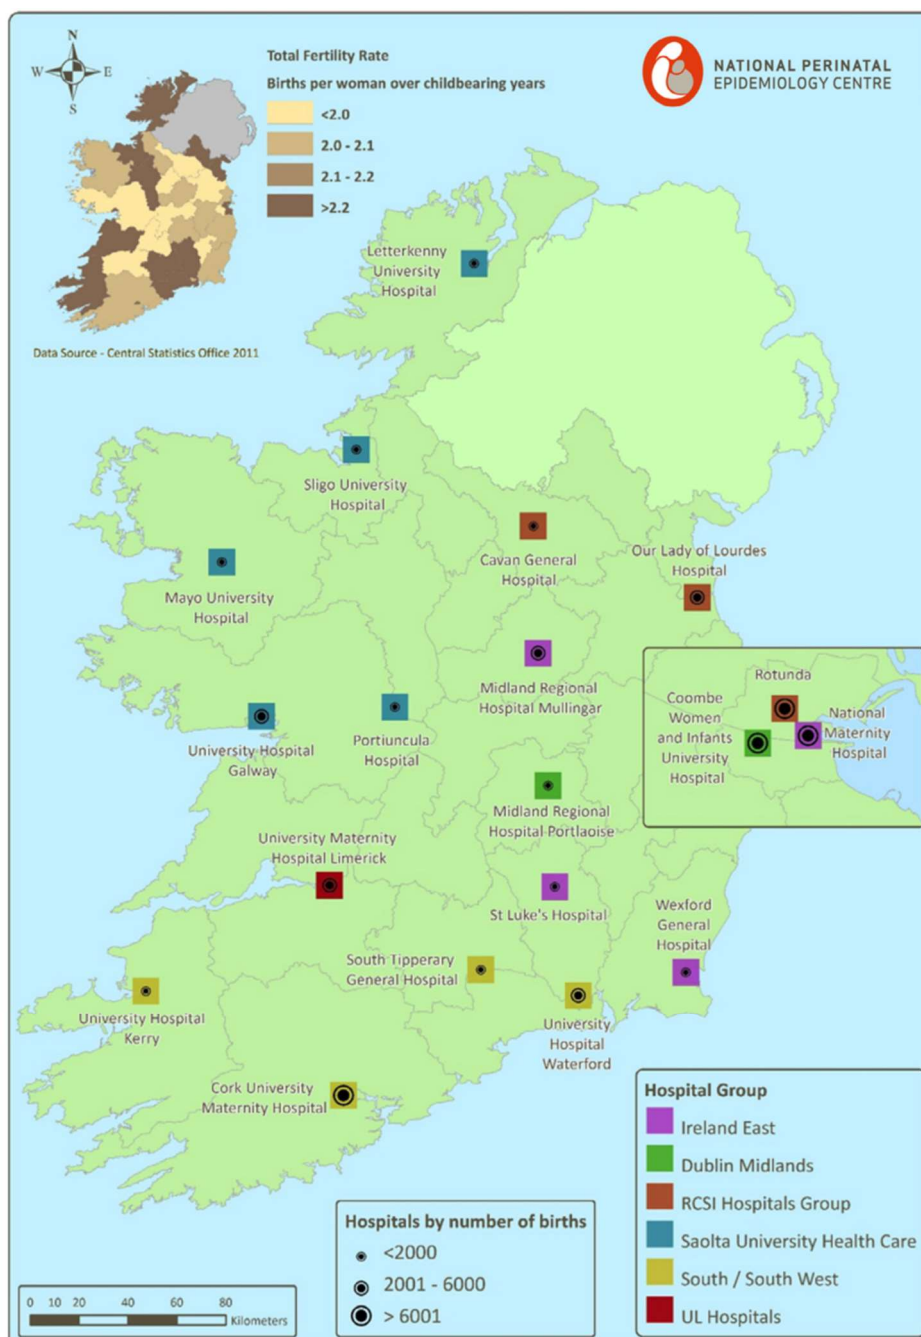 N
W
E
S
Total Fertility Rate
Births per woman over childbearing years
<2.0
2.0 - 2.1
2.1 - 2.2
>2.2
Data Source - Central Statistics Office 2011
NATIONAL PERINATAL
EPIDEMIOLOGY CENTRE
Letterkenny
University
Hospital
Sligo University
Hospital
Cavan General
Hospital
Our Lady of Lourdes
Hospital
Mayo University
Hospital
Midland Regional
Hospital Mullingar
University Hospital
Galway
Portiuncula
Hospital
Rotunda
Coombe
Women
and Infants
University
Hospital
National
Maternity
Hospital
Midland Regional
Hospital Portlaoise
University Maternity
Hospital Limerick
St Luke's Hospital
Wexford
General
Hospital
South Tipperary
General Hospital
University Hospital
Kerry
University
Hospital
Waterford
Cork University
Maternity Hospital
Hospital Group
Ireland East
Dublin Midlands
RCSI Hospitals Group
Saolta University Health Care
South / South West
UL Hospitals
Hospitals by number of births
<2000
2001 - 6000
> 6001
0 10 20 40 60 80
Kilometers